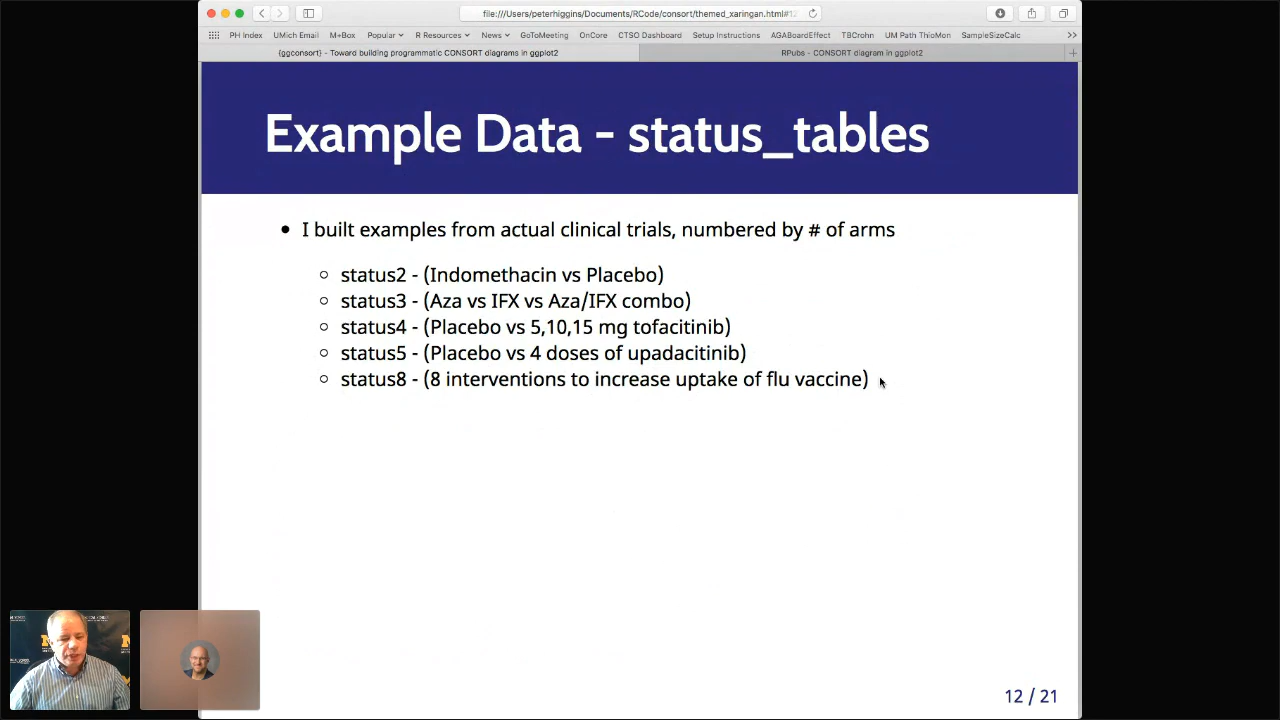 file:///Users/peterhiggins/Documents/RCode/consort/themed_xaringan.html#12
PH Index UMich Email M+Box Popular R Resources News GoToMeeting OnCore CTSO Dashboard Setup Instructions AGABoardEffect TBCrohn UM Path ThioMon SampleSizeCalc
{ggconsort} - Toward building programmatic CONSORT diagrams in ggplot2 RPubs - CONSORT diagram in ggplot2
Example Data - status_tables
I built examples from actual clinical trials, numbered by # of arms
status2 - (Indomethacin vs Placebo)
status3 - (Aza vs IFX vs Aza/IFX combo)
status4 - (Placebo vs 5,10,15 mg tofacitinib)
status5 - (Placebo vs 4 doses of upadacitinib)
status8 - (8 interventions to increase uptake of flu vaccine)
12 / 21